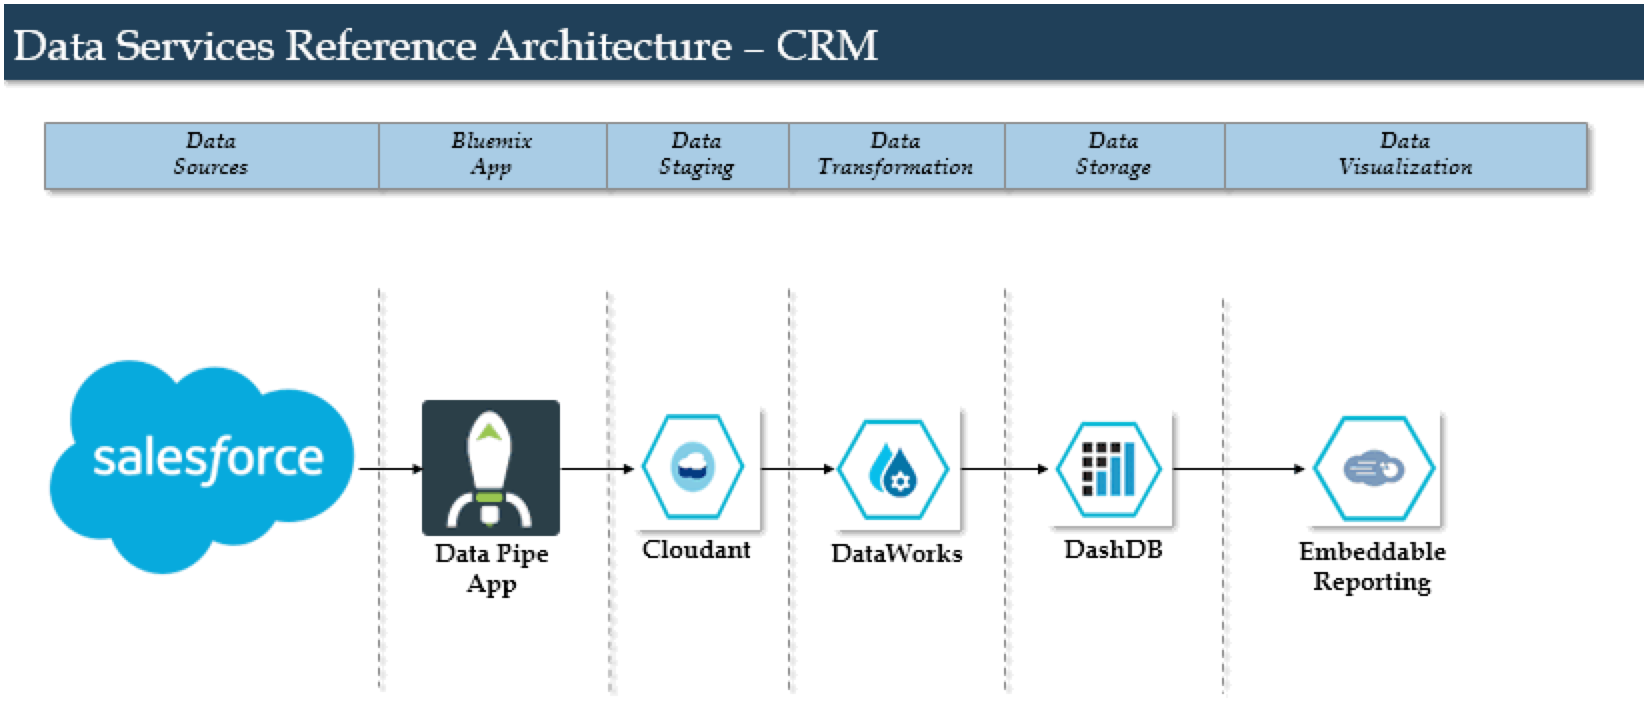 Data Services Reference Architecture – CRM
Data
Sources
Bluemix
App
Data
Staging
Data
Transformation
Data
Storage
Data
Visualization
salesforce
Data Pipe
App
Cloudant
DataWorks
DashDB
Embeddable
Reporting